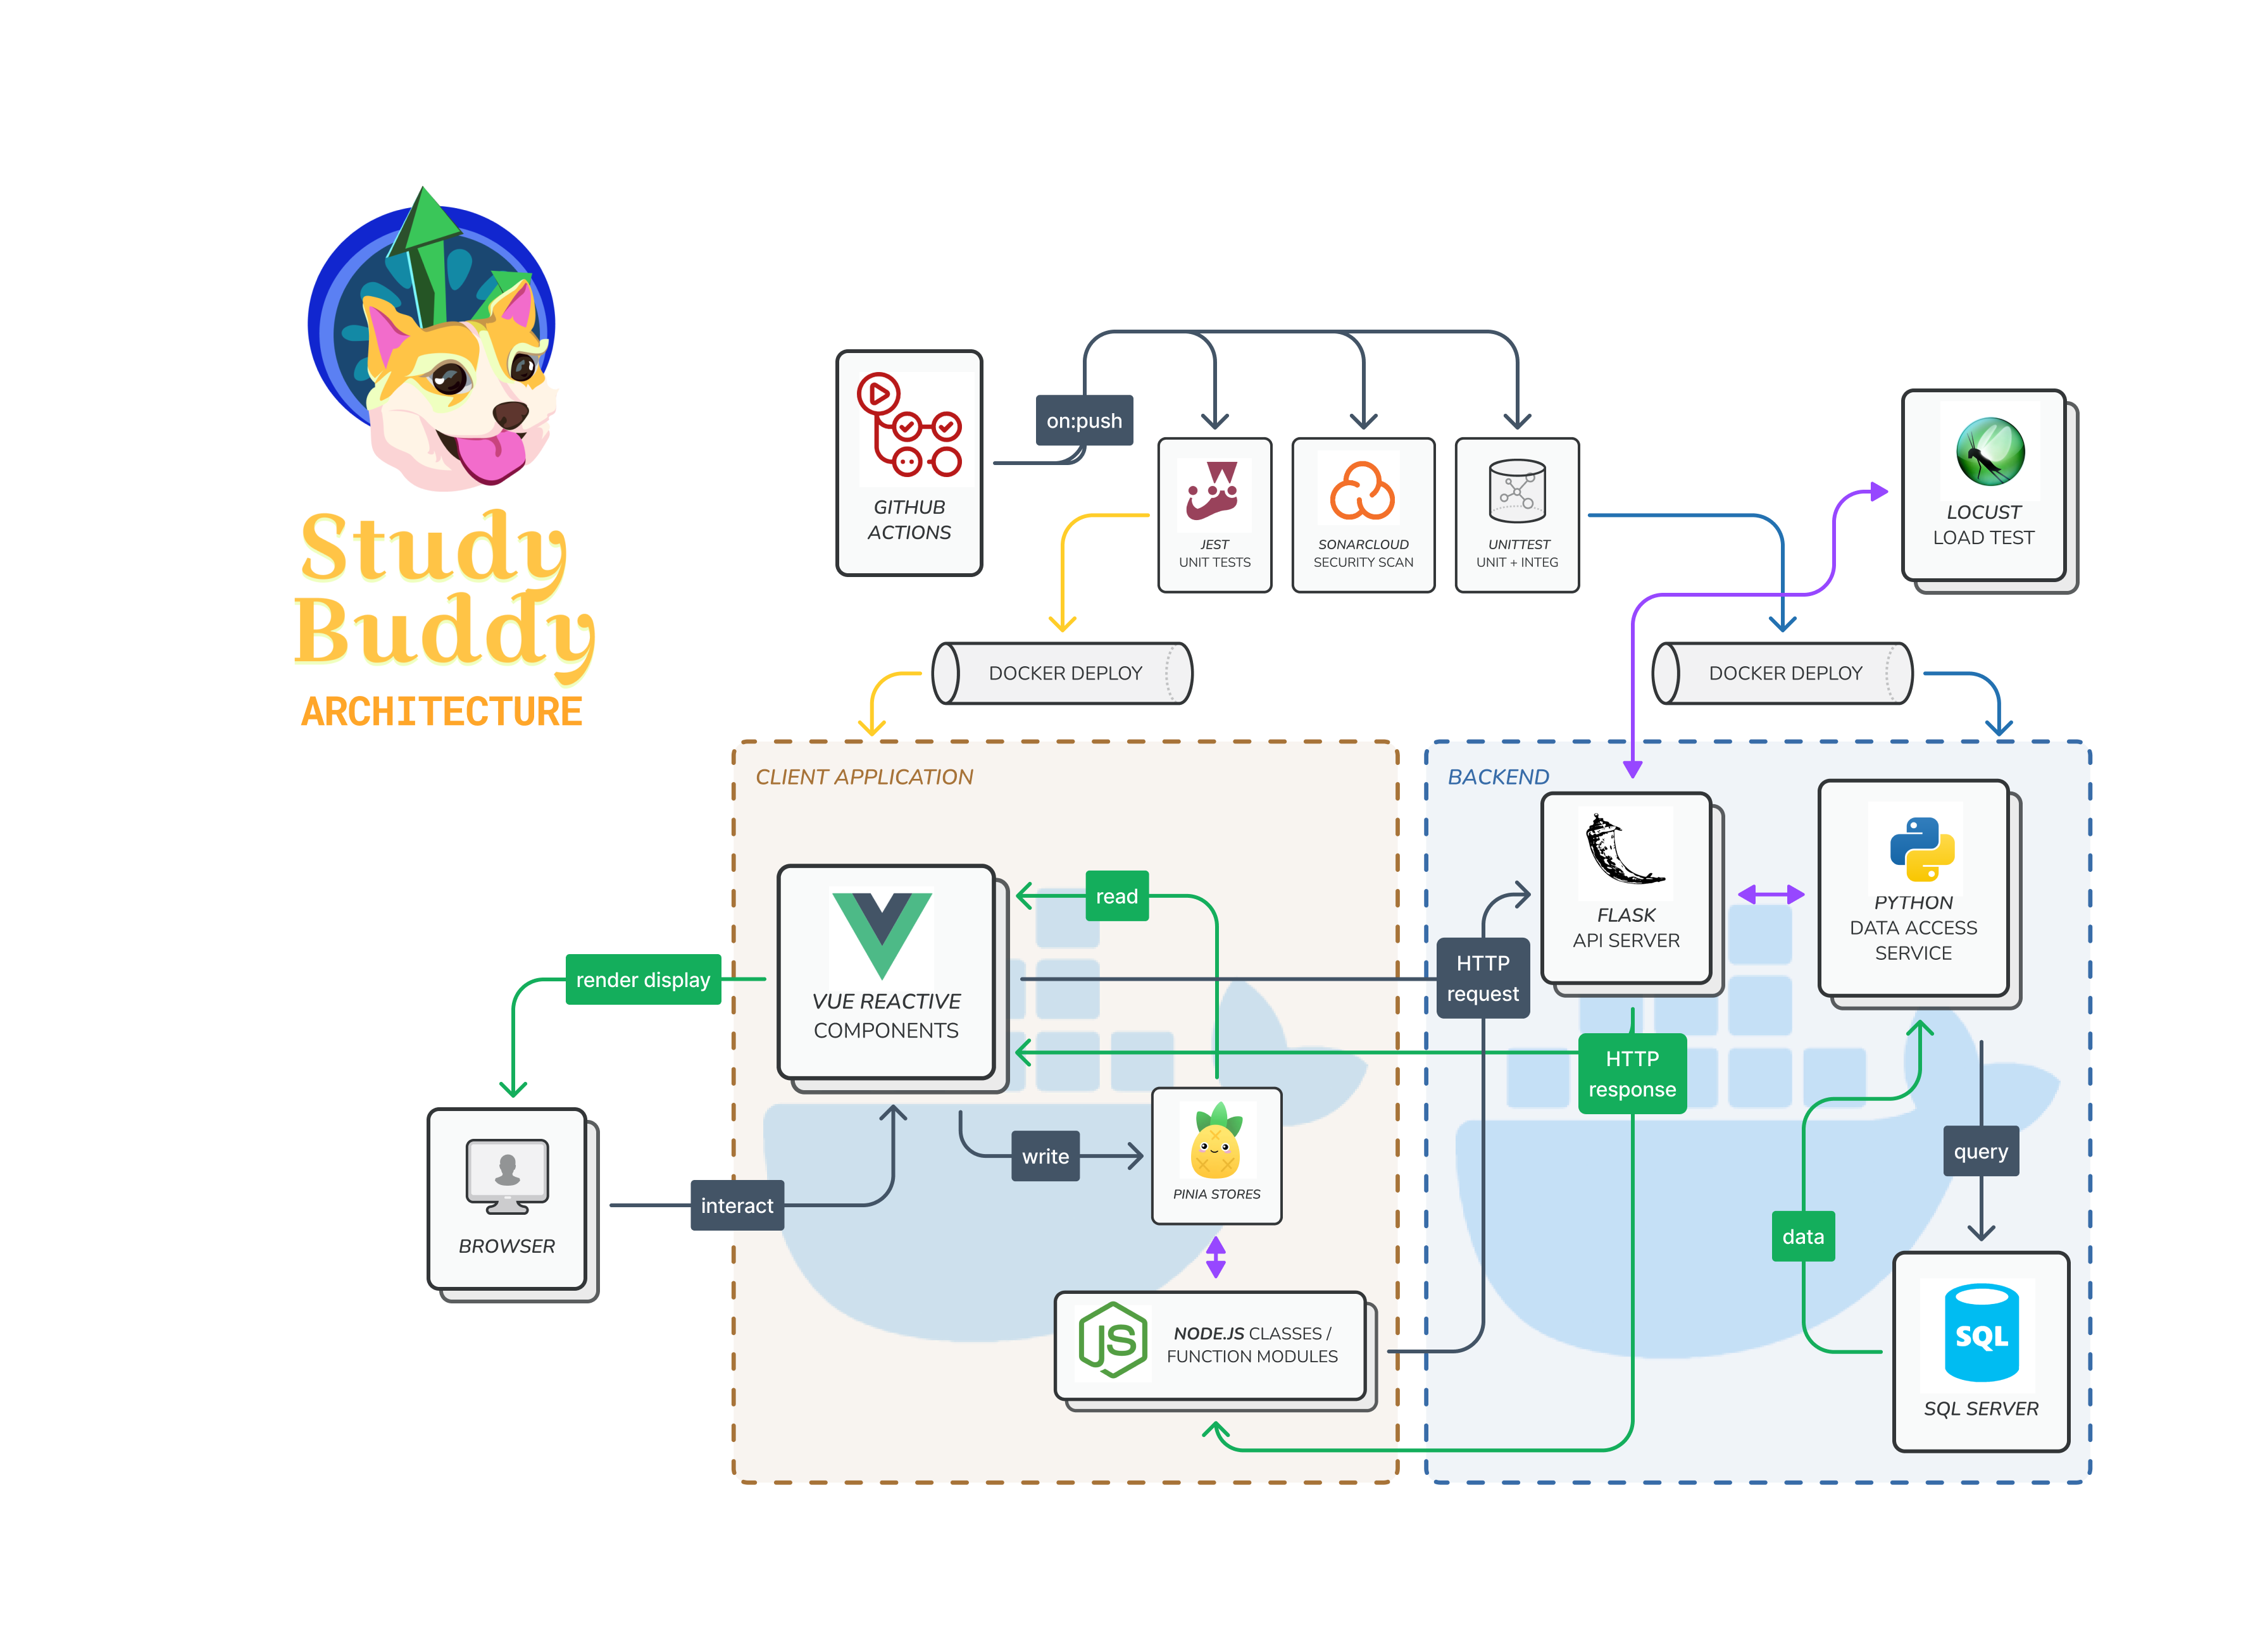 Study
Buddy
ARCHITECTURE
GITHUB
ACTIONS
on:push
JEST
UNIT TESTS
SONARCLOUD
SECURITY SCAN
UNITTEST
UNIT + INTEG
LOCUST
LOAD TEST
DOCKER DEPLOY
DOCKER DEPLOY
CLIENT APPLICATION
VUE REACTIVE
COMPONENTS
read
render display
BROWSER
interact
write
PINIA STORES
JS
NODE.JS CLASSES /
FUNCTION MODULES
BACKEND
FLASK
API SERVER
PYTHON
DATA ACCESS
SERVICE
HTTP
request
HTTP
response
query
data
SQL
SQL SERVER